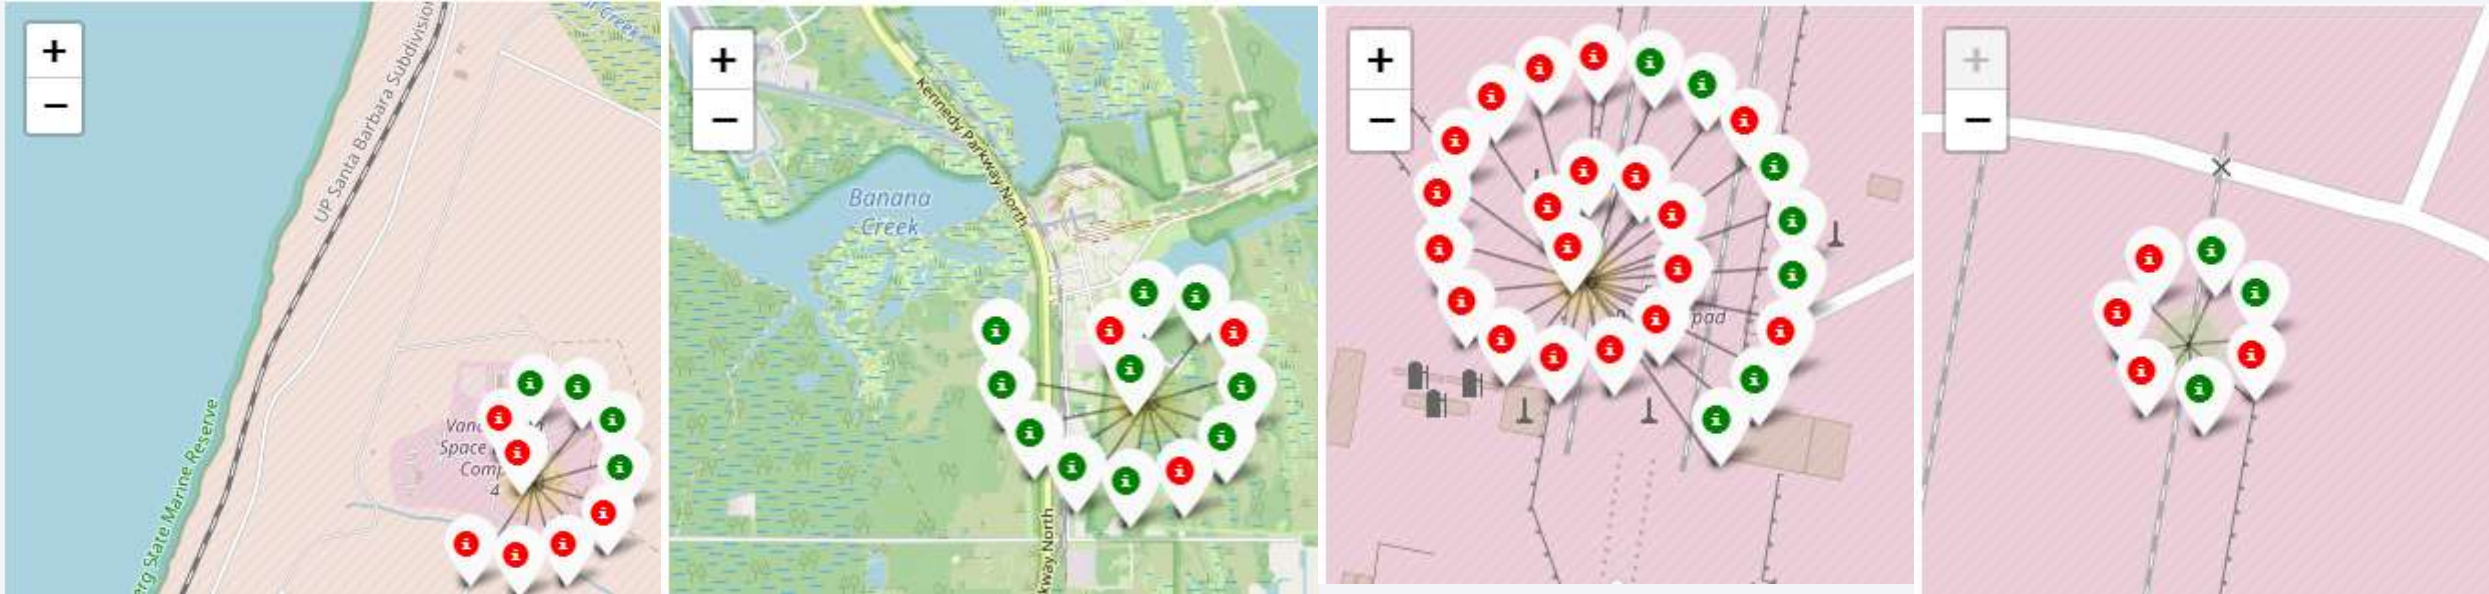 +
−
UP Santa Barbara Subdivision
Creek
Space
Comp
4
erg State Marine Reserve
+
−
Kennedy Parkway North
Banana
Creek
kway North
+
−
pad
+
−